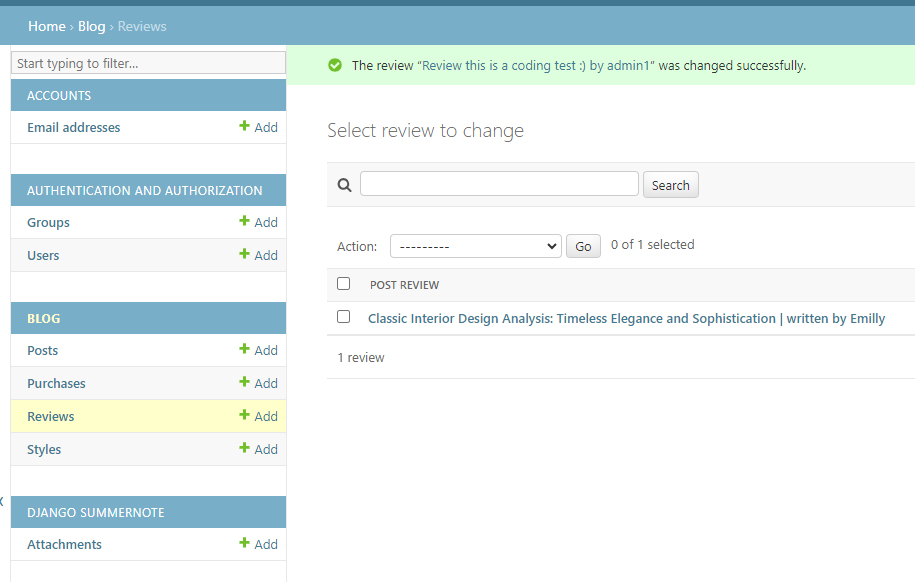 Home › Blog › Reviews
Start typing to filter...
ACCOUNTS
Email addresses + Add
AUTHENTICATION AND AUTHORIZATION
Groups + Add
Users + Add
BLOG
Posts + Add
Purchases + Add
Reviews + Add
Styles + Add
DJANGO SUMMERNOTE
Attachments + Add
The review “Review this is a coding test :) by admin1” was changed successfully.
Select review to change
Search
Action: --------- Go 0 of 1 selected
POST REVIEW
Classic Interior Design Analysis: Timeless Elegance and Sophistication | written by Emilly
1 review